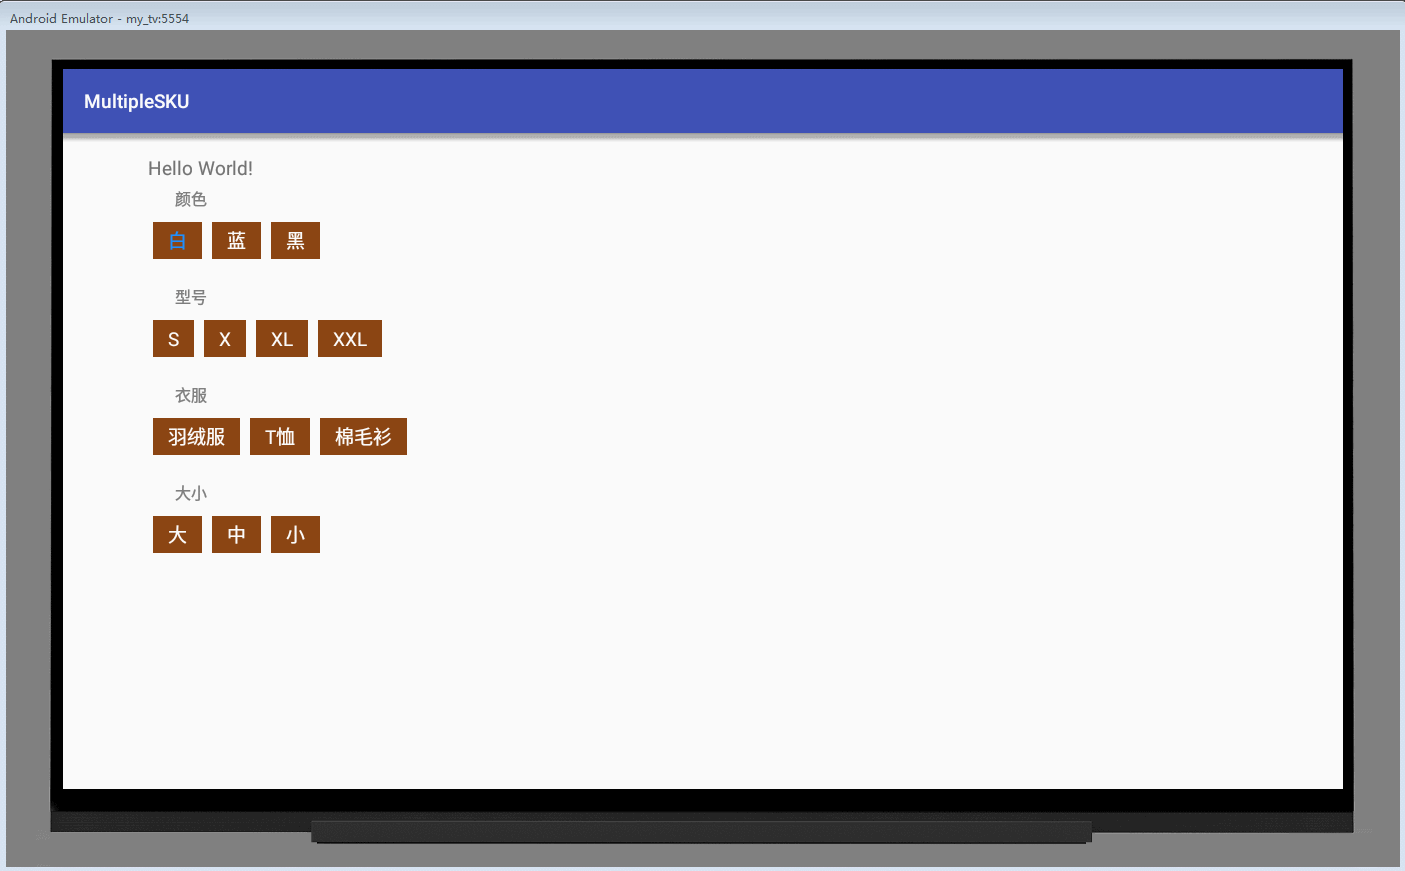 Android Emulator - my_tv:5554
MultipleSKU
Hello World!
颜色
白 蓝 黑
型号
S X XL XXL
衣服
羽绒服 T恤 棉毛衫
大小
大 中 小